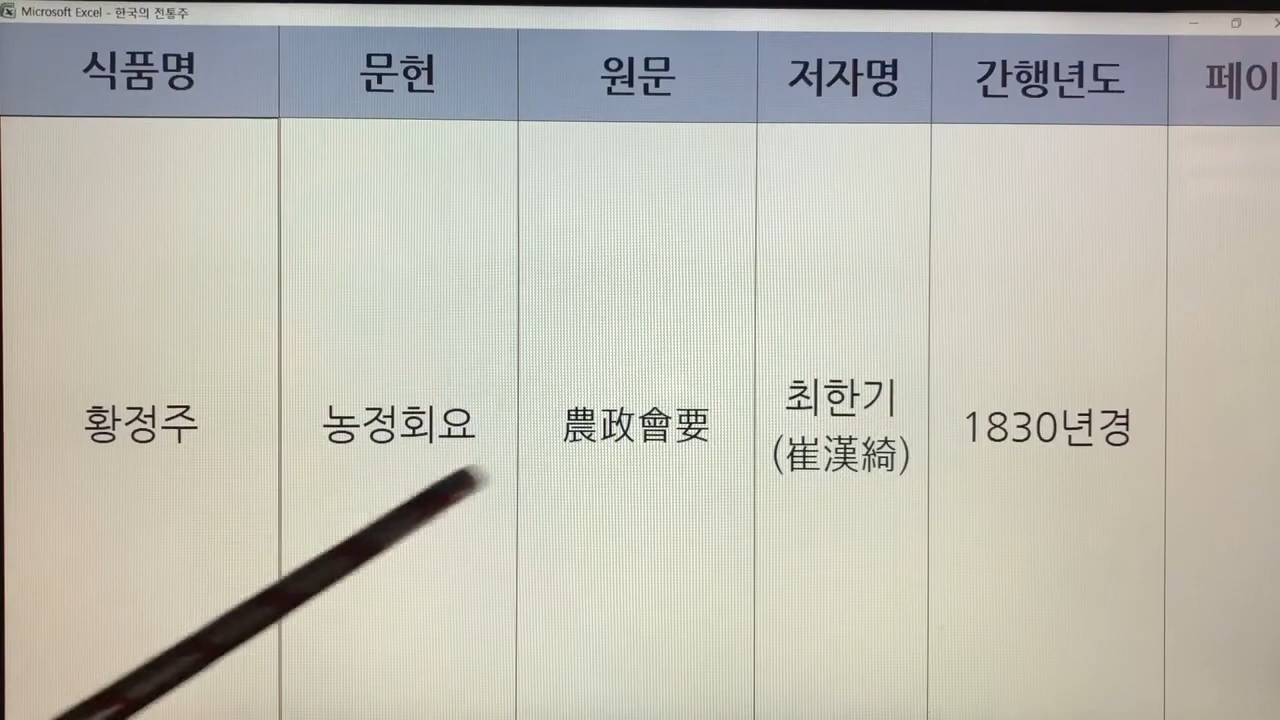 Microsoft Excel - 한국의 전통주
식품명 문헌 원문 저자명 간행년도 페이
황정주 농정회요 農政會要 최한기 (崔漢綺) 1830년경